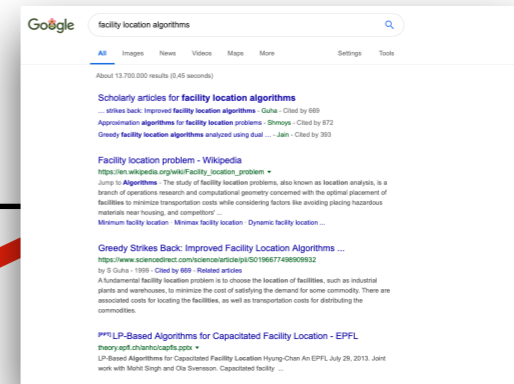 Google
facility location algorithms
All Images News Videos Maps More Settings Tools
About 13.700.000 results (0,45 seconds)
Scholarly articles for facility location algorithms
... strikes back: Improved facility location algorithms - Guha - Cited by 669
Approximation algorithms for facility location problems - Shmoys - Cited by 872
Greedy facility location algorithms analyzed using dual ... - Jain - Cited by 393
Facility location problem - Wikipedia
https://en.wikipedia.org/wiki/Facility_location_problem
Jump to Algorithms - The study of facility location problems, also known as location analysis, is a
branch of operations research and computational geometry concerned with the optimal placement of
facilities to minimize transportation costs while considering factors like avoiding placing hazardous
materials near housing, and competitors' ...
Minimum facility location · Minimax facility location · Dynamic facility location ...
Greedy Strikes Back: Improved Facility Location Algorithms ...
https://www.sciencedirect.com/science/article/pii/S0196677498909932
by S Guha - 1999 - Cited by 669 - Related articles
A fundamental facility location problem is to choose the location of facilities, such as industrial
plants and warehouses, to minimize the cost of satisfying the demand for some commodity. There are
associated costs for locating the facilities, as well as transportation costs for distributing the
commodities.
[PPT] LP-Based Algorithms for Capacitated Facility Location - EPFL
theory.epfl.ch/anhc/capfls.pptx
LP-Based Algorithms for Capacitated Facility Location Hyung-Chan An EPFL July 29, 2013. Joint
work with Mohit Singh and Ola Svensson. Capacitated facility ...